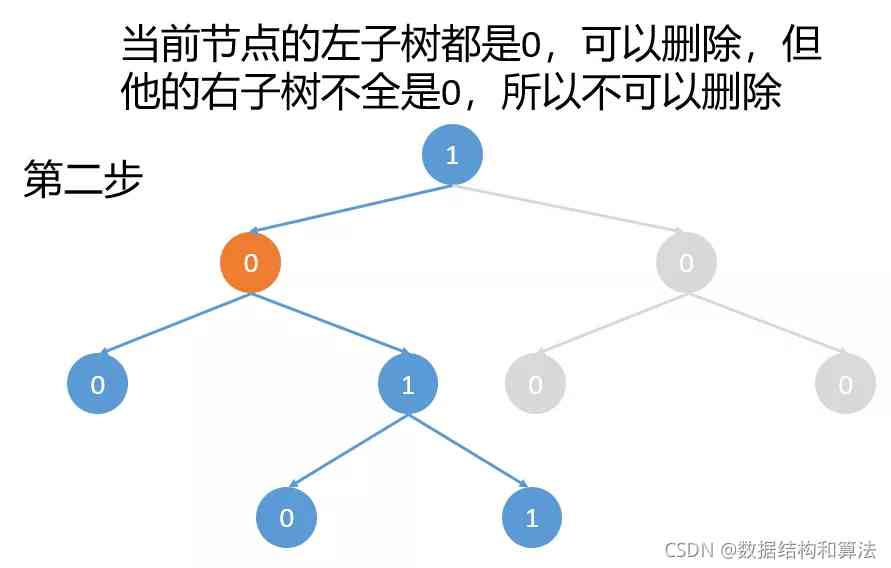 当前节点的左子树都是0，可以删除，但
他的右子树不全是0，所以不可以删除
第二步
1
0 0
0 1 0 0
0 1
CSDN @数据结构和算法